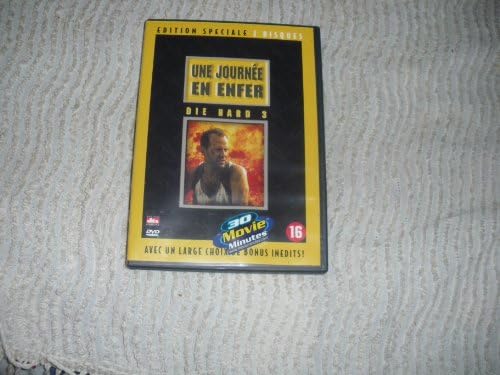 EDITION SPECIALE 2 DISQUES
UNE JOURNÉE
EN ENFER
DIE HARD 3
30
Movie
Minutes
dts
DVD
16
AVEC UN LARGE CHOIX DE BONUS INEDITS!